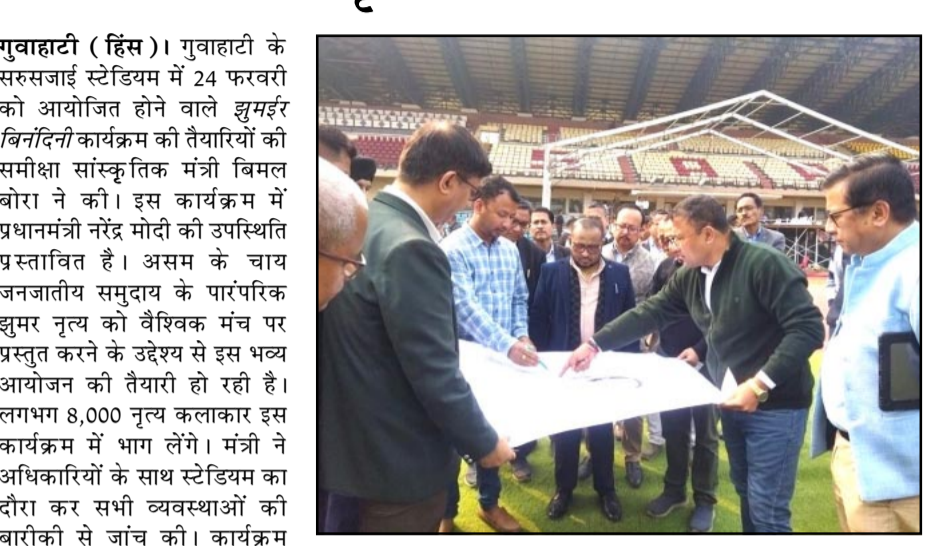 गुवाहाटी ( हिंस )। गुवाहाटी के
सरुसजाई स्टेडियम में 24 फरवरी
को आयोजित होने वाले झुमईर
बिनंदिनी कार्यक्रम की तैयारियों की
समीक्षा सांस्कृतिक मंत्री बिमल
बोरा ने की। इस कार्यक्रम में
प्रधानमंत्री नरेंद्र मोदी की उपस्थिति
प्रस्तावित है। असम के चाय
जनजातीय समुदाय के पारंपरिक
झुमर नृत्य को वैश्विक मंच पर
प्रस्तुत करने के उद्देश्य से इस भव्य
आयोजन की तैयारी हो रही है।
लगभग 8,000 नृत्य कलाकार इस
कार्यक्रम में भाग लेंगे। मंत्री ने
अधिकारियों के साथ स्टेडियम का
दौरा कर सभी व्यवस्थाओं की
बारीकी से जांच की। कार्यक्रम